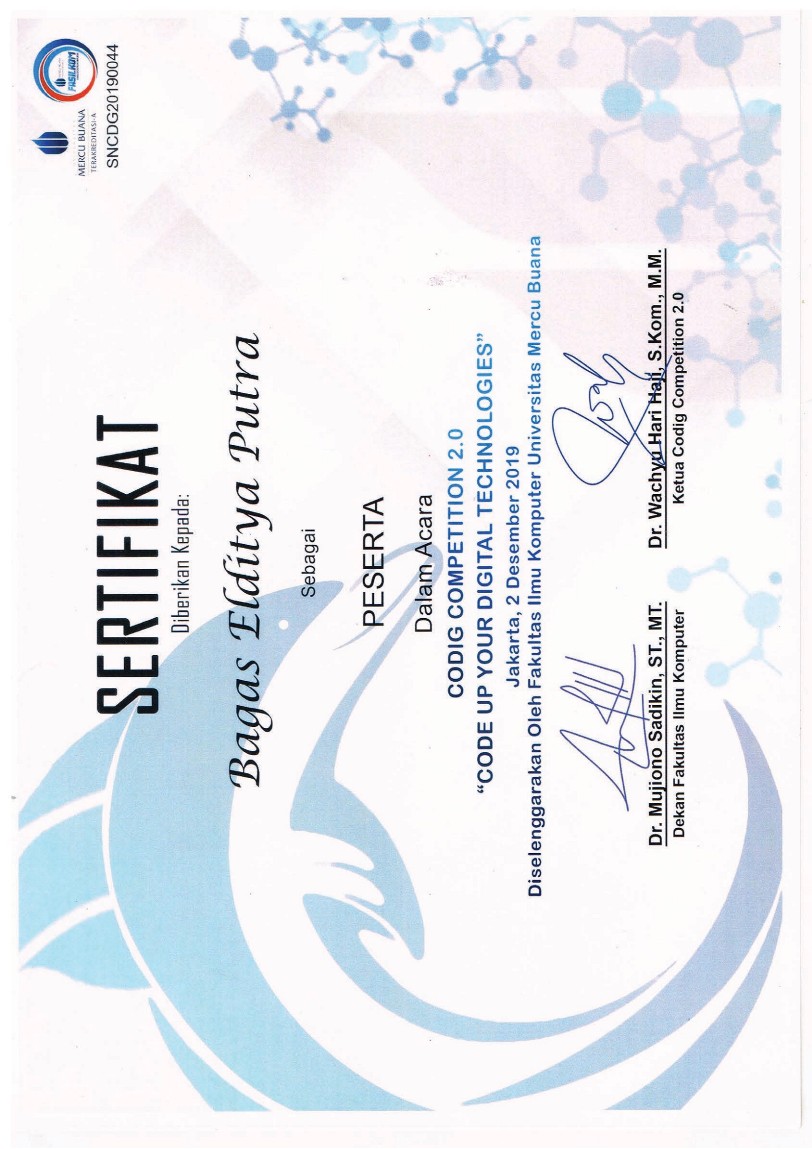 FASILKOM
MERCU BUANA
TERAKREDITASI-A
SNCDG20190044
SERTIFIKAT
Diberikan Kepada:
Bagas Elditya Putra
Sebagai
PESERTA
Dalam Acara
CODIG COMPETITION 2.0
“CODE UP YOUR DIGITAL TECHNOLOGIES”
Jakarta, 2 Desember 2019
Diselenggarakan Oleh Fakultas Ilmu Komputer Universitas Mercu Buana
Dr. Mujiono Sadikin, ST., MT.
Dekan Fakultas Ilmu Komputer
Dr. Wachyu Hari Haji, S.Kom., M.M.
Ketua Codig Competition 2.0